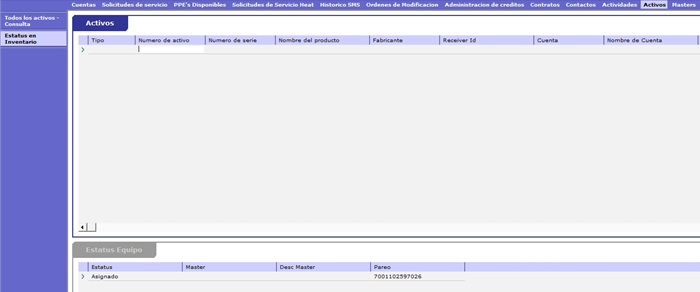 Cuentas Solicitudes de servicio PPE's Disponibles Solicitudes de Servicio Heat Historico SMS Ordenes de Modificacion Administracion de creditos Contratos Contactos Actividades Activos Masters
Todos los activos -
Consulta
Estatus en
Inventario
Activos
Tipo Numero de activo Numero de serie Nombre del producto Fabricante Receiver Id Cuenta Nombre de Cuenta
Estatus Equipo
Estatus Master Desc Master Pareo
Asignado 7001102597026